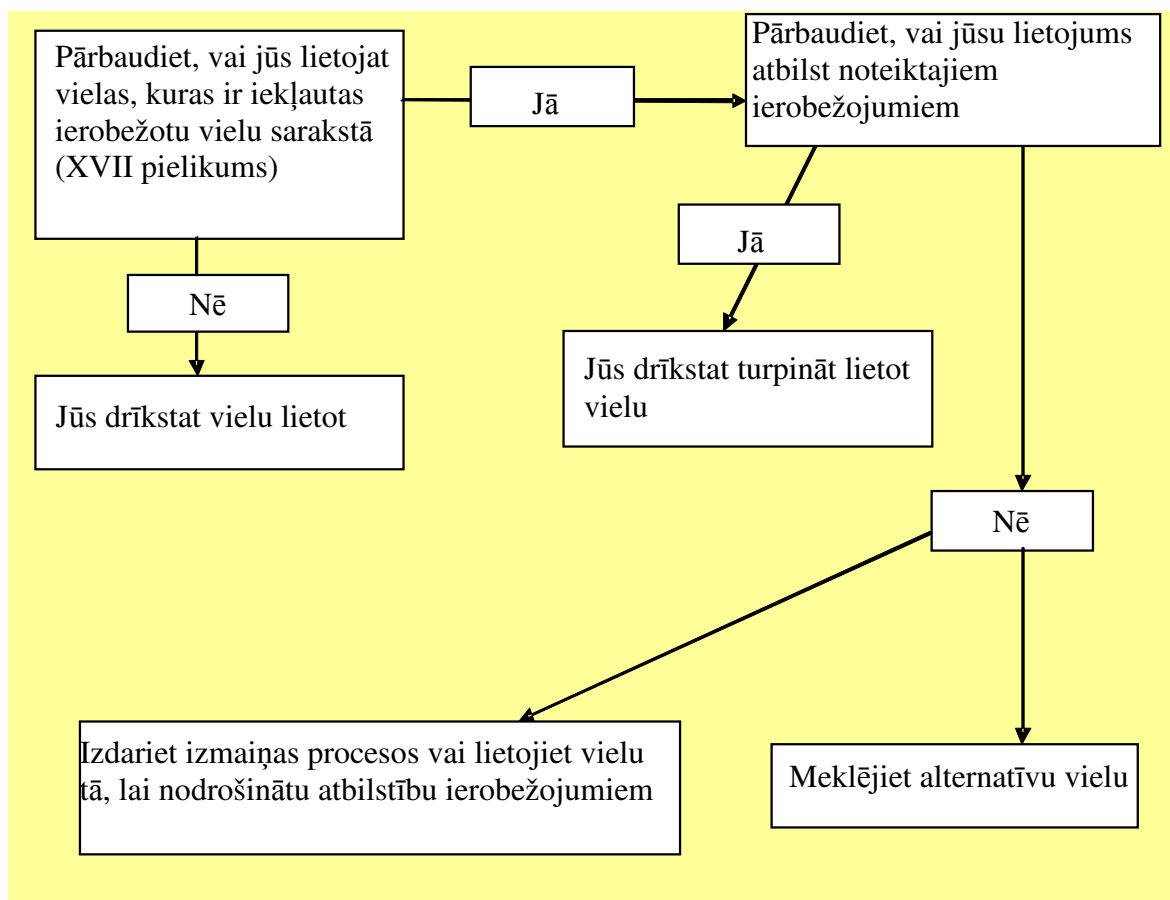 Pārbaudiet, vai jūs lietojat
vielas, kuras ir iekļautas
ierobežotu vielu sarakstā
(XVII pielikums)
Jā
Pārbaudiet, vai jūsu lietojums
atbilst noteiktajiem
ierobežojumiem
Jā
Nē
Jūs drīkstat vielu lietot
Jūs drīkstat turpināt lietot
vielu
Nē
Izdariet izmaiņas procesos vai lietojiet vielu
tā, lai nodrošinātu atbilstību ierobežojumiem
Meklējiet alternatīvu vielu